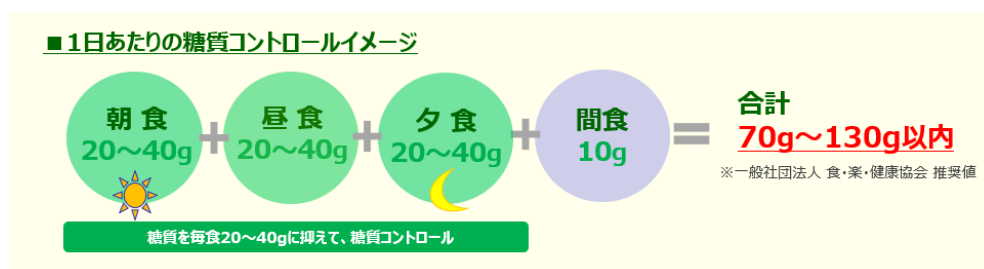 ■1日あたりの糖質コントロールイメージ
朝 食
20～40g
+
昼 食
20～40g
+
夕 食
20～40g
+
間食
10g
=
合計
70g～130g以内
※一般社団法人 食・楽・健康協会 推奨値
糖質を毎食20～40gに抑えて、糖質コントロール